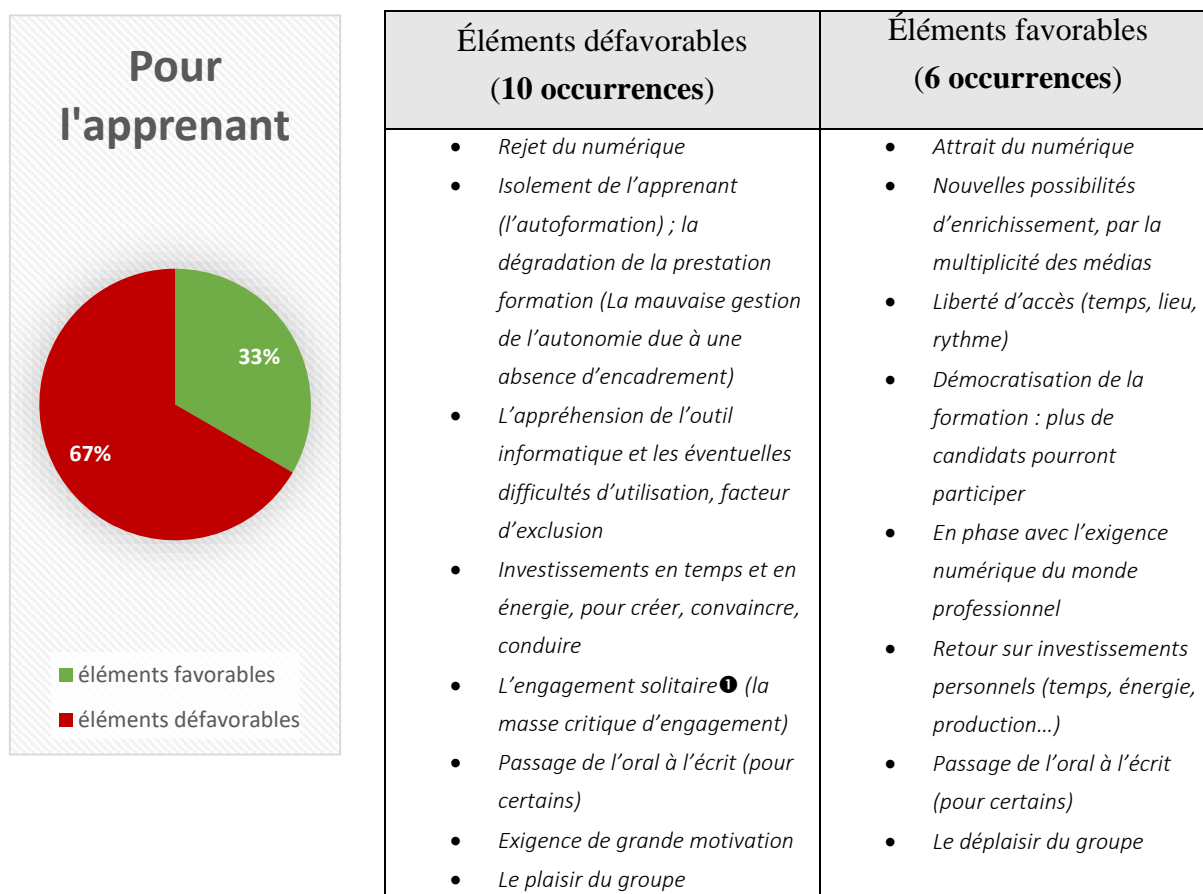 Pour
l'apprenant
33%
67%
éléments favorables
éléments défavorables
Éléments défavorables
(10 occurrences)
• Rejet du numérique
• Isolement de l’apprenant
(l’autoformation) ; la
dégradation de la prestation
formation (La mauvaise gestion
de l’autonomie due à une
absence d’encadrement)
• L’appréhension de l’outil
informatique et les éventuelles
difficultés d’utilisation, facteur
d’exclusion
• Investissements en temps et en
énergie, pour créer, convaincre,
conduire
• L’engagement solitaire❶ (la
masse critique d’engagement)
• Passage de l’oral à l’écrit (pour
certains)
• Exigence de grande motivation
• Le plaisir du groupe
Éléments favorables
(6 occurrences)
• Attrait du numérique
• Nouvelles possibilités
d’enrichissement, par la
multiplicité des médias
• Liberté d’accès (temps, lieu,
rythme)
• Démocratisation de la
formation : plus de
candidats pourront
participer
• En phase avec l’exigence
numérique du monde
professionnel
• Retour sur investissements
personnels (temps, énergie,
production…)
• Passage de l’oral à l’écrit
(pour certains)
• Le déplaisir du groupe